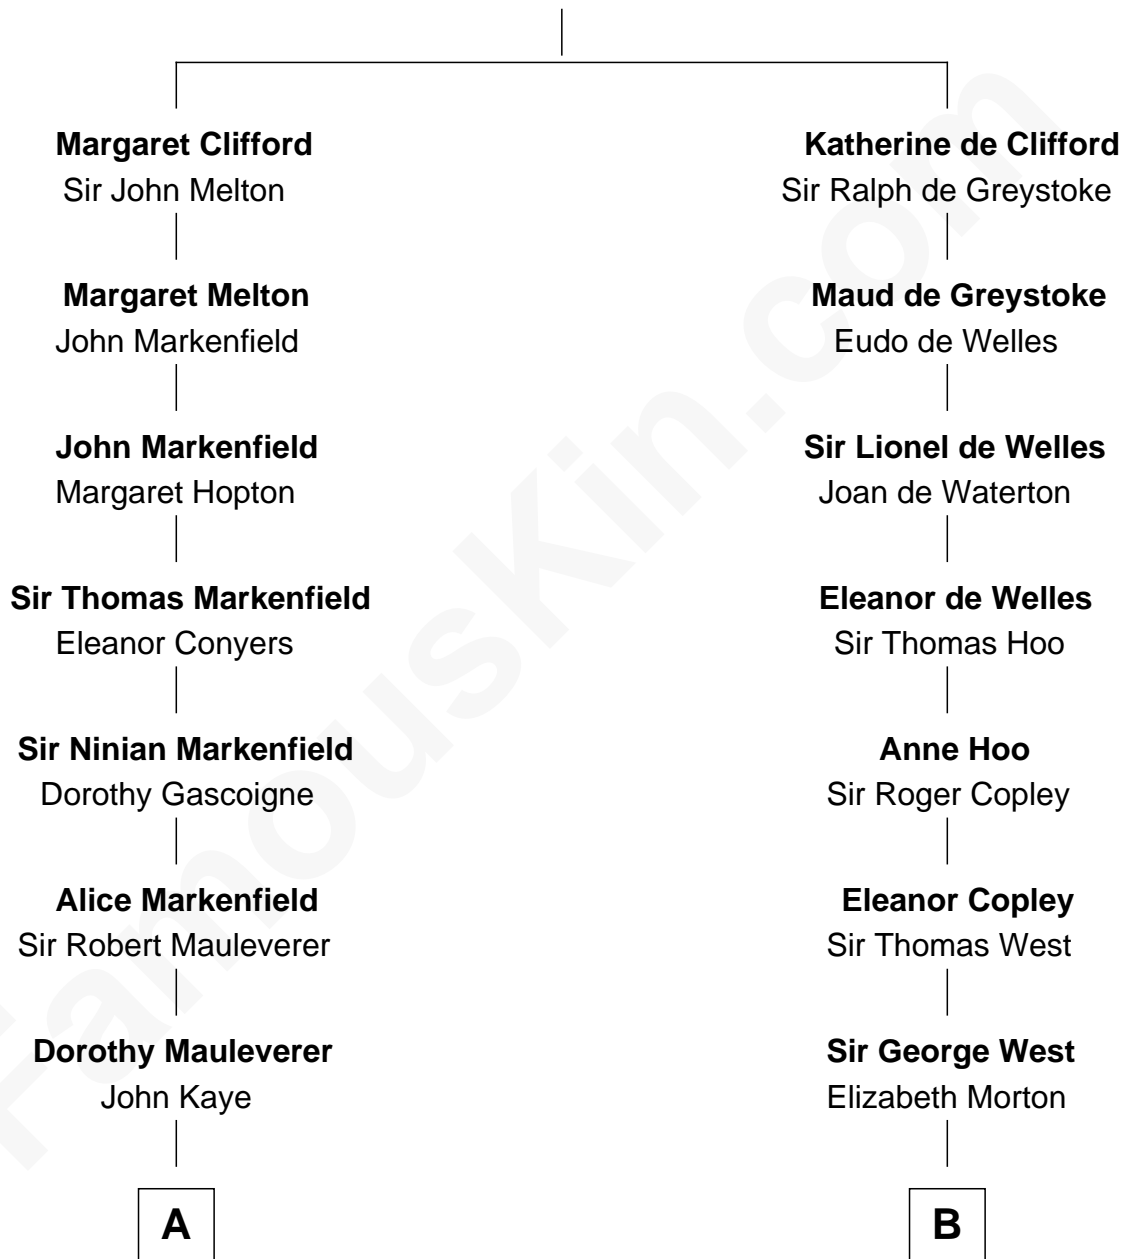 Margaret Clifford
Sir John Melton
Margaret Melton
John Markenfield
John Markenfield
Margaret Hopton
Sir Thomas Markenfield
Eleanor Conyers
Sir Ninian Markenfield
Dorothy Gascoigne
Alice Markenfield
Sir Robert Mauleverer
Dorothy Mauleverer
John Kaye
A
Katherine de Clifford
Sir Ralph de Greystoke
Maud de Greystoke
Eudo de Welles
Sir Lionel de Welles
Joan de Waterton
Eleanor de Welles
Sir Thomas Hoo
Anne Hoo
Sir Roger Copley
Eleanor Copley
Sir Thomas West
Sir George West
Elizabeth Morton
B
FamousKin.com